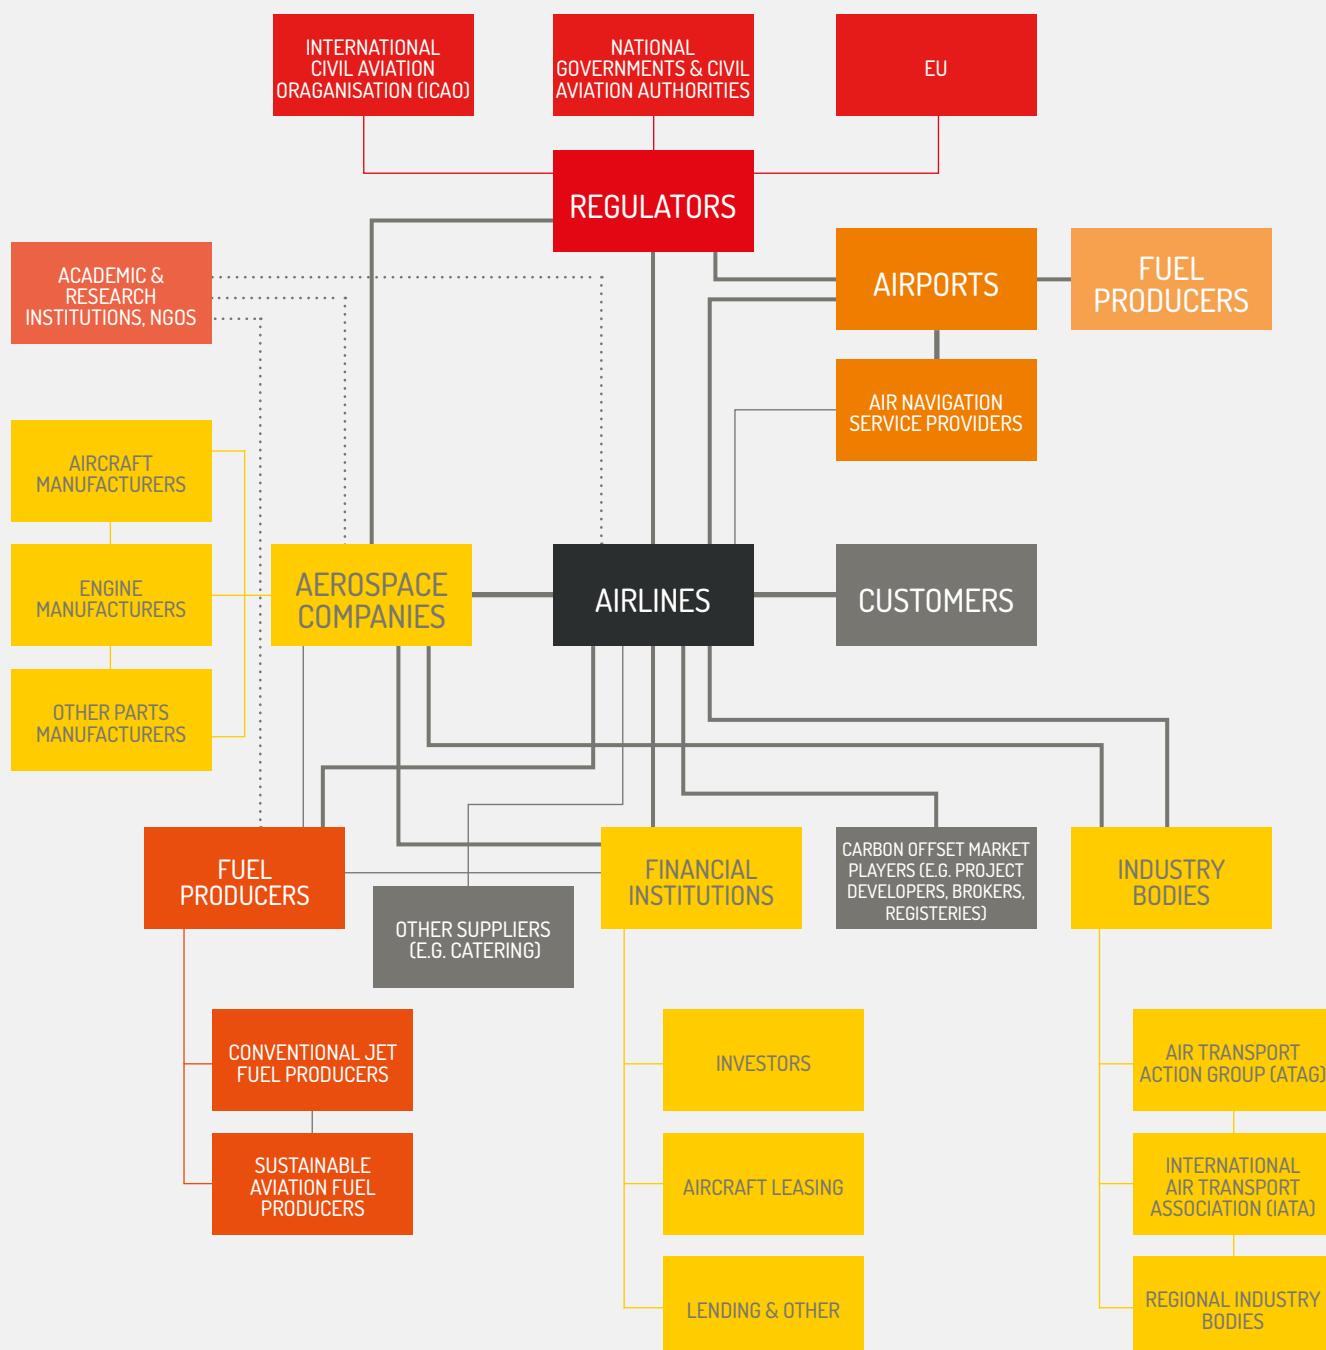 INTERNATIONAL
CIVIL AVIATION
ORAGANISATION (ICAO)
NATIONAL
GOVERNMENTS & CIVIL
AVIATION AUTHORITIES
EU
REGULATORS
ACADEMIC &
RESEARCH
INSTITUTIONS, NGOS
AIRPORTS
FUEL
PRODUCERS
AIR NAVIGATION
SERVICE PROVIDERS
AIRCRAFT
MANUFACTURERS
ENGINE
MANUFACTURERS
OTHER PARTS
MANUFACTURERS
AEROSPACE
COMPANIES
AIRLINES
CUSTOMERS
FUEL
PRODUCERS
OTHER SUPPLIERS
(E.G. CATERING)
FINANCIAL
INSTITUTIONS
CARBON OFFSET MARKET
PLAYERS (E.G. PROJECT
DEVELOPERS, BROKERS,
REGISTERIES)
INDUSTRY
BODIES
CONVENTIONAL JET
FUEL PRODUCERS
SUSTAINABLE
AVIATION FUEL
PRODUCERS
INVESTORS
AIRCRAFT LEASING
LENDING & OTHER
AIR TRANSPORT
ACTION GROUP (ATAG)
INTERNATIONAL
AIR TRANSPORT
ASSOCIATION (IATA)
REGIONAL INDUSTRY
BODIES